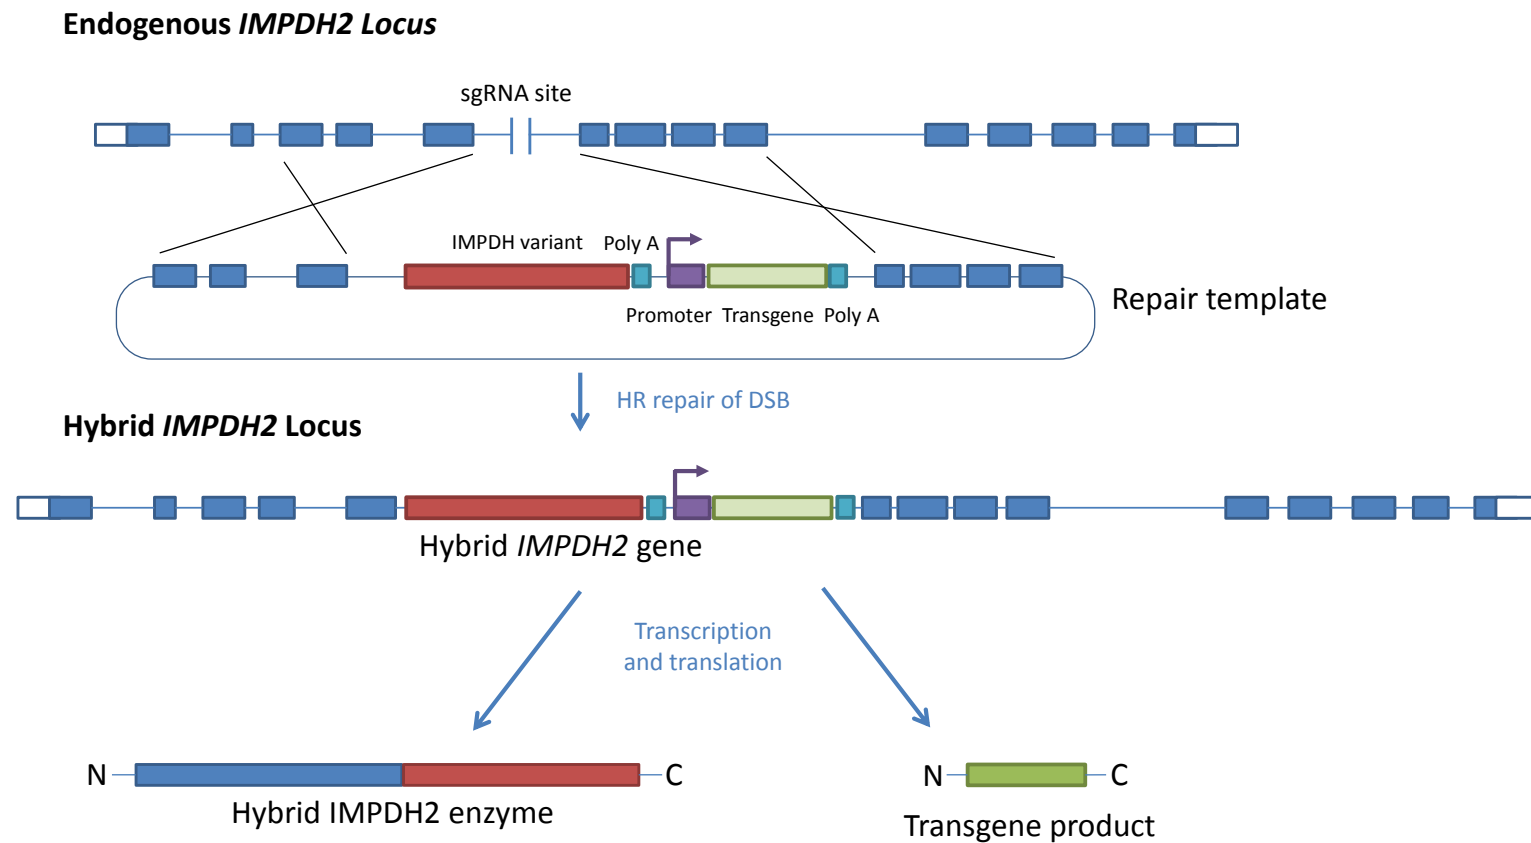 Endogenous IMPDH2 Locus
sgRNA site
IMPDH variant Poly A
Promoter Transgene Poly A
Repair template
HR repair of DSB
Hybrid IMPDH2 Locus
Hybrid IMPDH2 gene
Transcription
and translation
N C
Hybrid IMPDH2 enzyme
N C
Transgene product